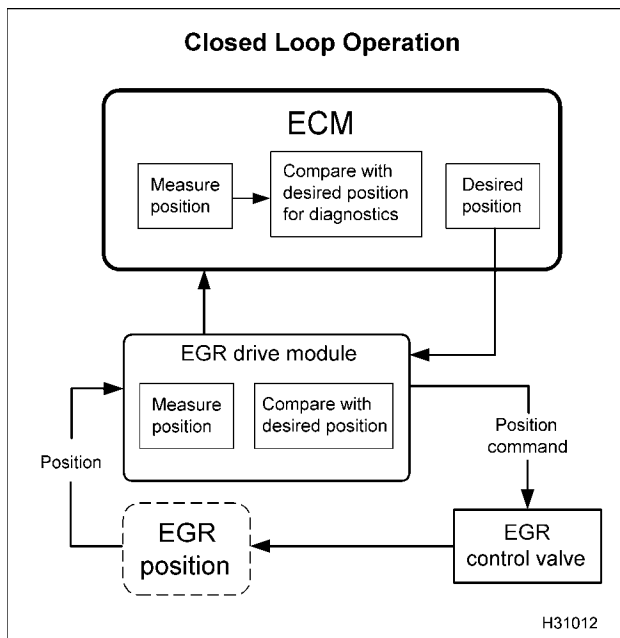 Closed Loop Operation
ECM
Measure
position
Compare with
desired position
for diagnostics
Desired
position
EGR drive module
Measure
position
Compare with
desired position
Position
Position
command
EGR
position
EGR
control valve
H31012